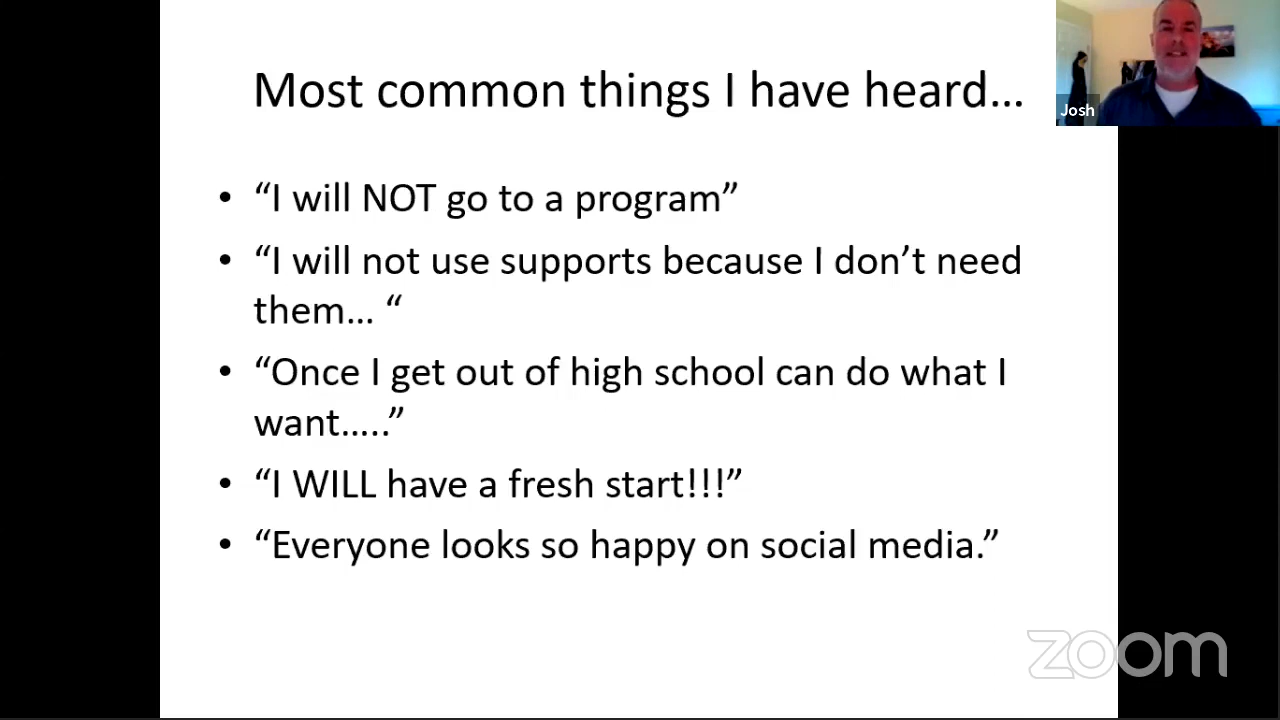 Most common things I have heard…
Josh
• “I will NOT go to a program”
• “I will not use supports because I don’t need
them… “
• “Once I get out of high school can do what I
want…..”
• “I WILL have a fresh start!!!”
• “Everyone looks so happy on social media.”
zoom